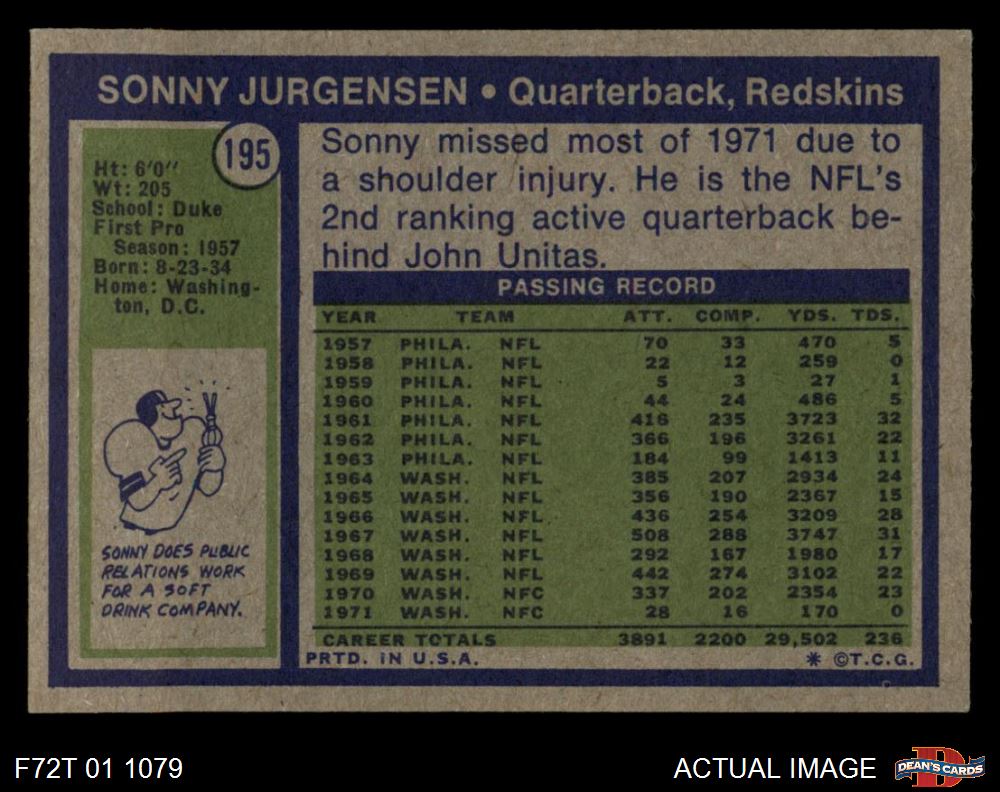 SONNY JURGENSEN • Quarterback, Redskins
195
Ht: 6'0"
Wt: 205
School: Duke
First Pro
Season: 1957
Born: 8-23-34
Home: Washing-
ton, D.C.
SONNY DOES PUBLIC
RELATIONS WORK
FOR A SOFT
DRINK COMPANY.
Sonny missed most of 1971 due to
a shoulder injury. He is the NFL's
2nd ranking active quarterback be-
hind John Unitas.
PASSING RECORD
YEAR TEAM ATT. COMP. YDS. TDS.
1957 PHILA. NFL 70 33 470 5
1958 PHILA. NFL 22 12 259 0
1959 PHILA. NFL 5 3 27 1
1960 PHILA. NFL 44 24 486 5
1961 PHILA. NFL 416 235 3723 32
1962 PHILA. NFL 366 196 3261 22
1963 PHILA. NFL 184 99 1413 11
1964 WASH. NFL 385 207 2934 24
1965 WASH. NFL 356 190 2367 15
1966 WASH. NFL 436 254 3209 28
1967 WASH. NFL 508 288 3747 31
1968 WASH. NFL 292 167 1980 17
1969 WASH. NFL 442 274 3102 22
1970 WASH. NFC 337 202 2354 23
1971 WASH. NFC 28 16 170 0
CAREER TOTALS 3891 2200 29,502 236
PRTD. IN U.S.A. * ©T.C.G.
F72T 01 1079 ACTUAL IMAGE DEAN'S CARDS